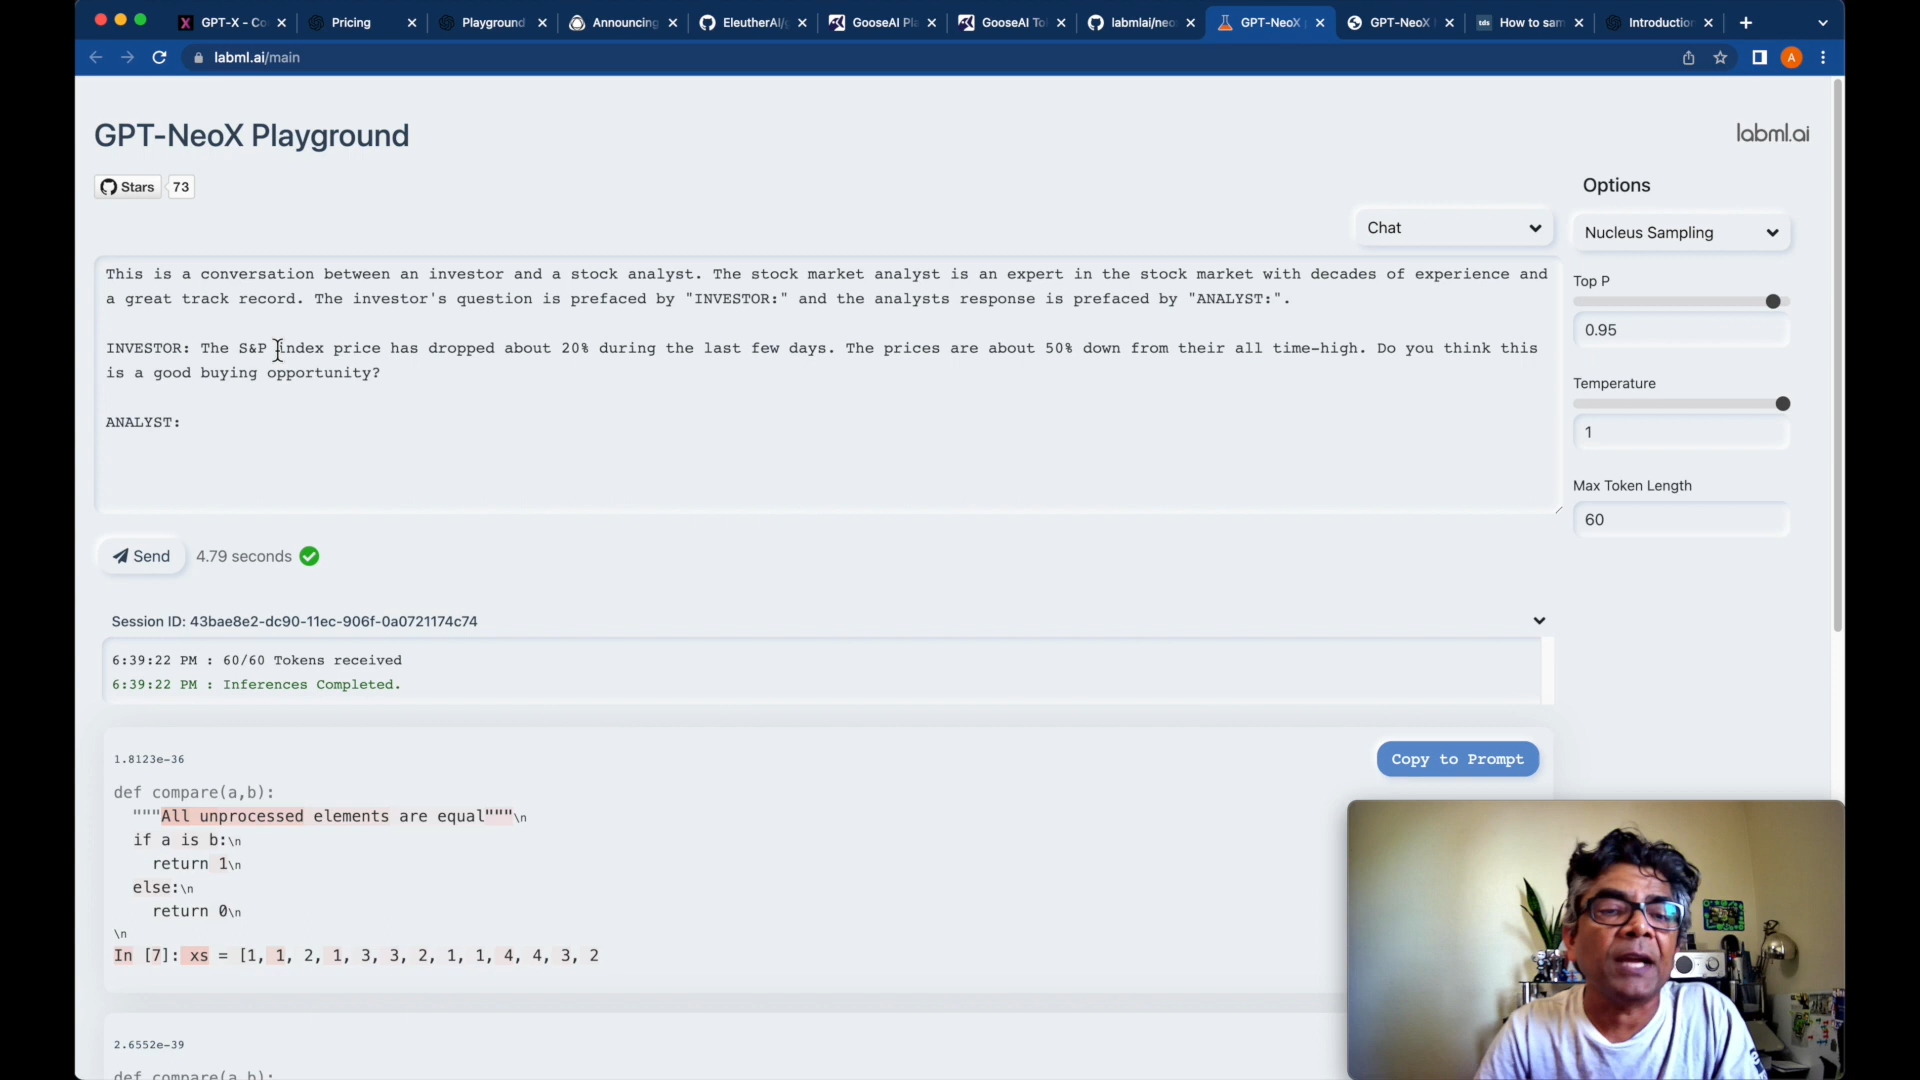 GPT-X - Co
Pricing
Playground
Announcing
EleutherAI/g
GooseAI Pla
GooseAI To
labmlai/neo
GPT-NeoX p
GPT-NeoX
tds
How to sam
Introduction
labml.ai/main
A
GPT-NeoX Playground
labml.ai
Stars
73
Options
Chat
Nucleus Sampling
This is a conversation between an investor and a stock analyst. The stock market analyst is an expert in the stock market with decades of experience and
a great track record. The investor's question is prefaced by "INVESTOR:" and the analysts response is prefaced by "ANALYST:".
INVESTOR: The S&P index price has dropped about 20% during the last few days. The prices are about 50% down from their all time-high. Do you think this
is a good buying opportunity?
ANALYST:
Top P
0.95
Temperature
1
Max Token Length
60
Send
4.79 seconds
Session ID: 43bae8e2-dc90-11ec-906f-0a0721174c74
6:39:22 PM : 60/60 Tokens received
6:39:22 PM : Inferences Completed.
1.8123e-36
Copy to Prompt
def compare(a,b):
"""All unprocessed elements are equal"""\n
if a is b:\n
return 1\n
else:\n
return 0\n
\n
In [7]: xs = [1, 1, 2, 1, 3, 3, 2, 1, 1, 4, 4, 3, 2
2.6552e-39
def compare(a,b):